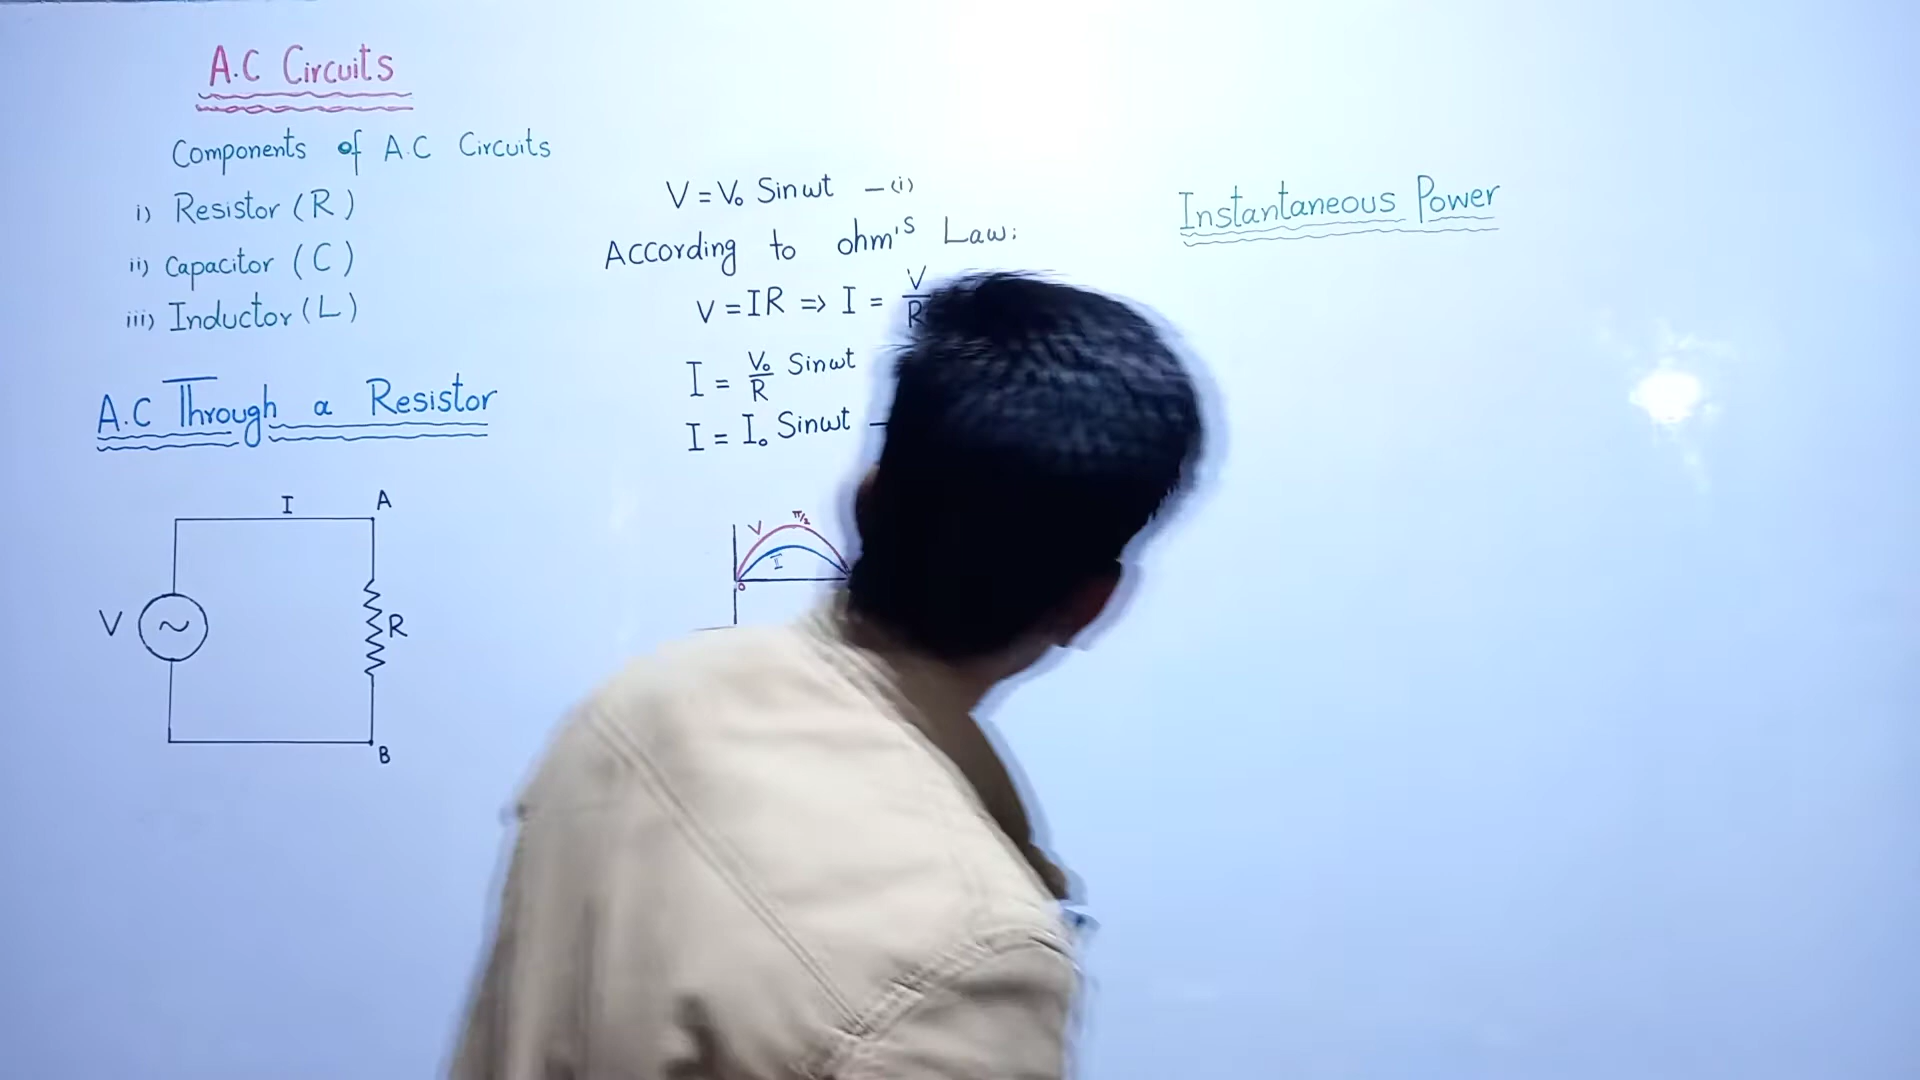 A.C Circuits
Components of A.C Circuits
i) Resistor (R)
ii) Capacitor (C)
iii) Inductor (L)
A.C Through a Resistor
I
A
V
~
R
B
V = V₀ Sinωt —(i)
According to ohm's Law:
V = IR => I = V/R
I = V₀/R Sinωt
I = I₀ Sinωt —
V
π/2
I
0
Instantaneous Power